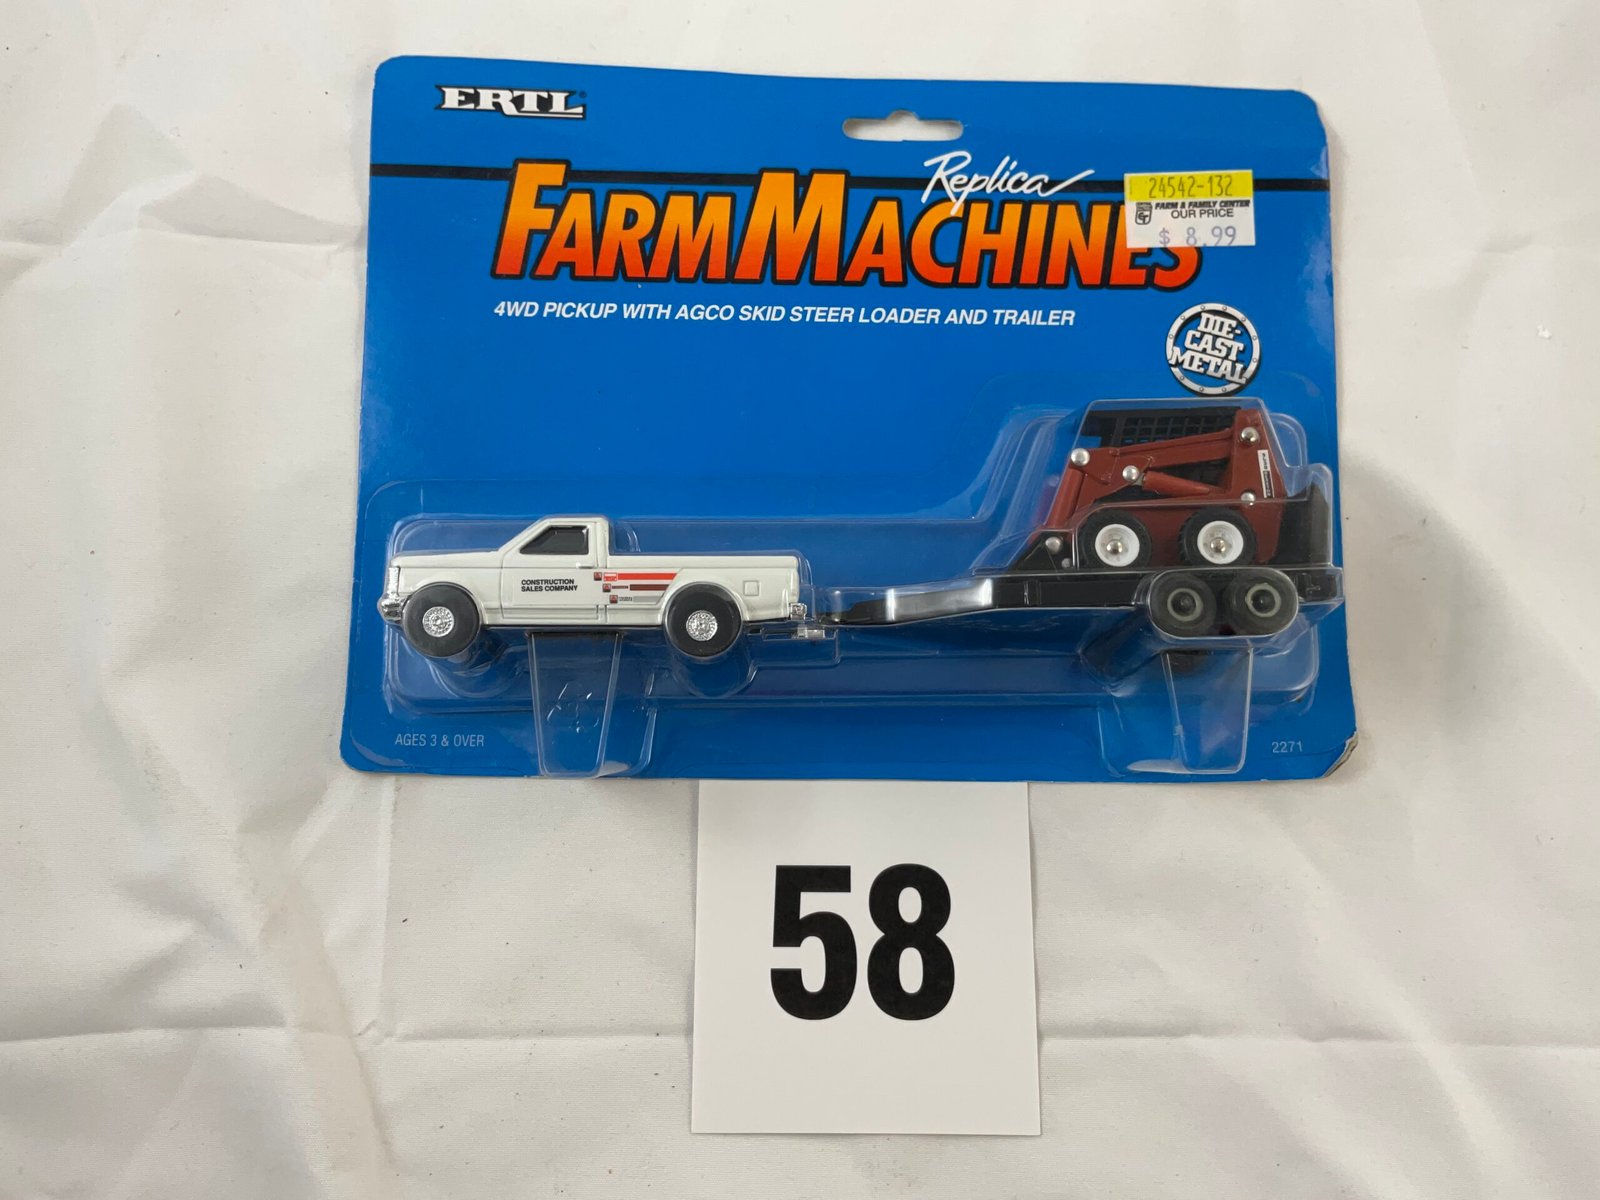 ERTL
Replica
FARM MACHINES
24542-132
FARM & FAMILY CENTER
OUR PRICE
$ 8.99
4WD PICKUP WITH AGCO SKID STEER LOADER AND TRAILER
DIE-
CAST
METAL
CONSTRUCTION
SALES COMPANY
AGES 3 & OVER
2271
58